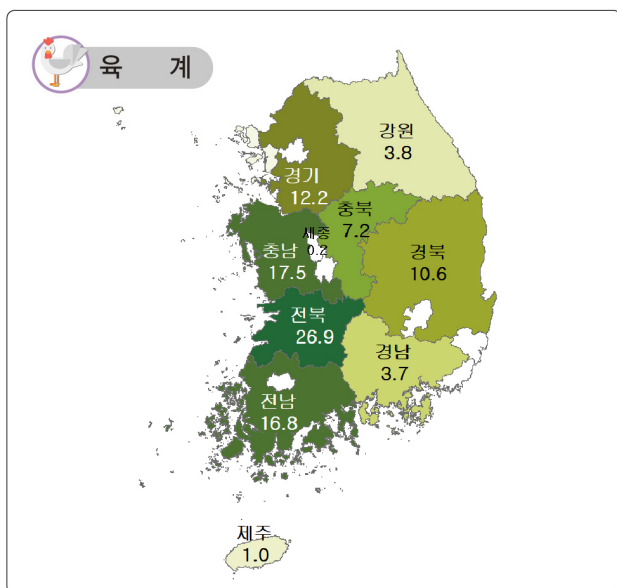 육 계
강원
3.8
경기
12.2
충북
7.2
세종
0.2
충남
17.5
경북
10.6
전북
26.9
경남
3.7
전남
16.8
제주
1.0